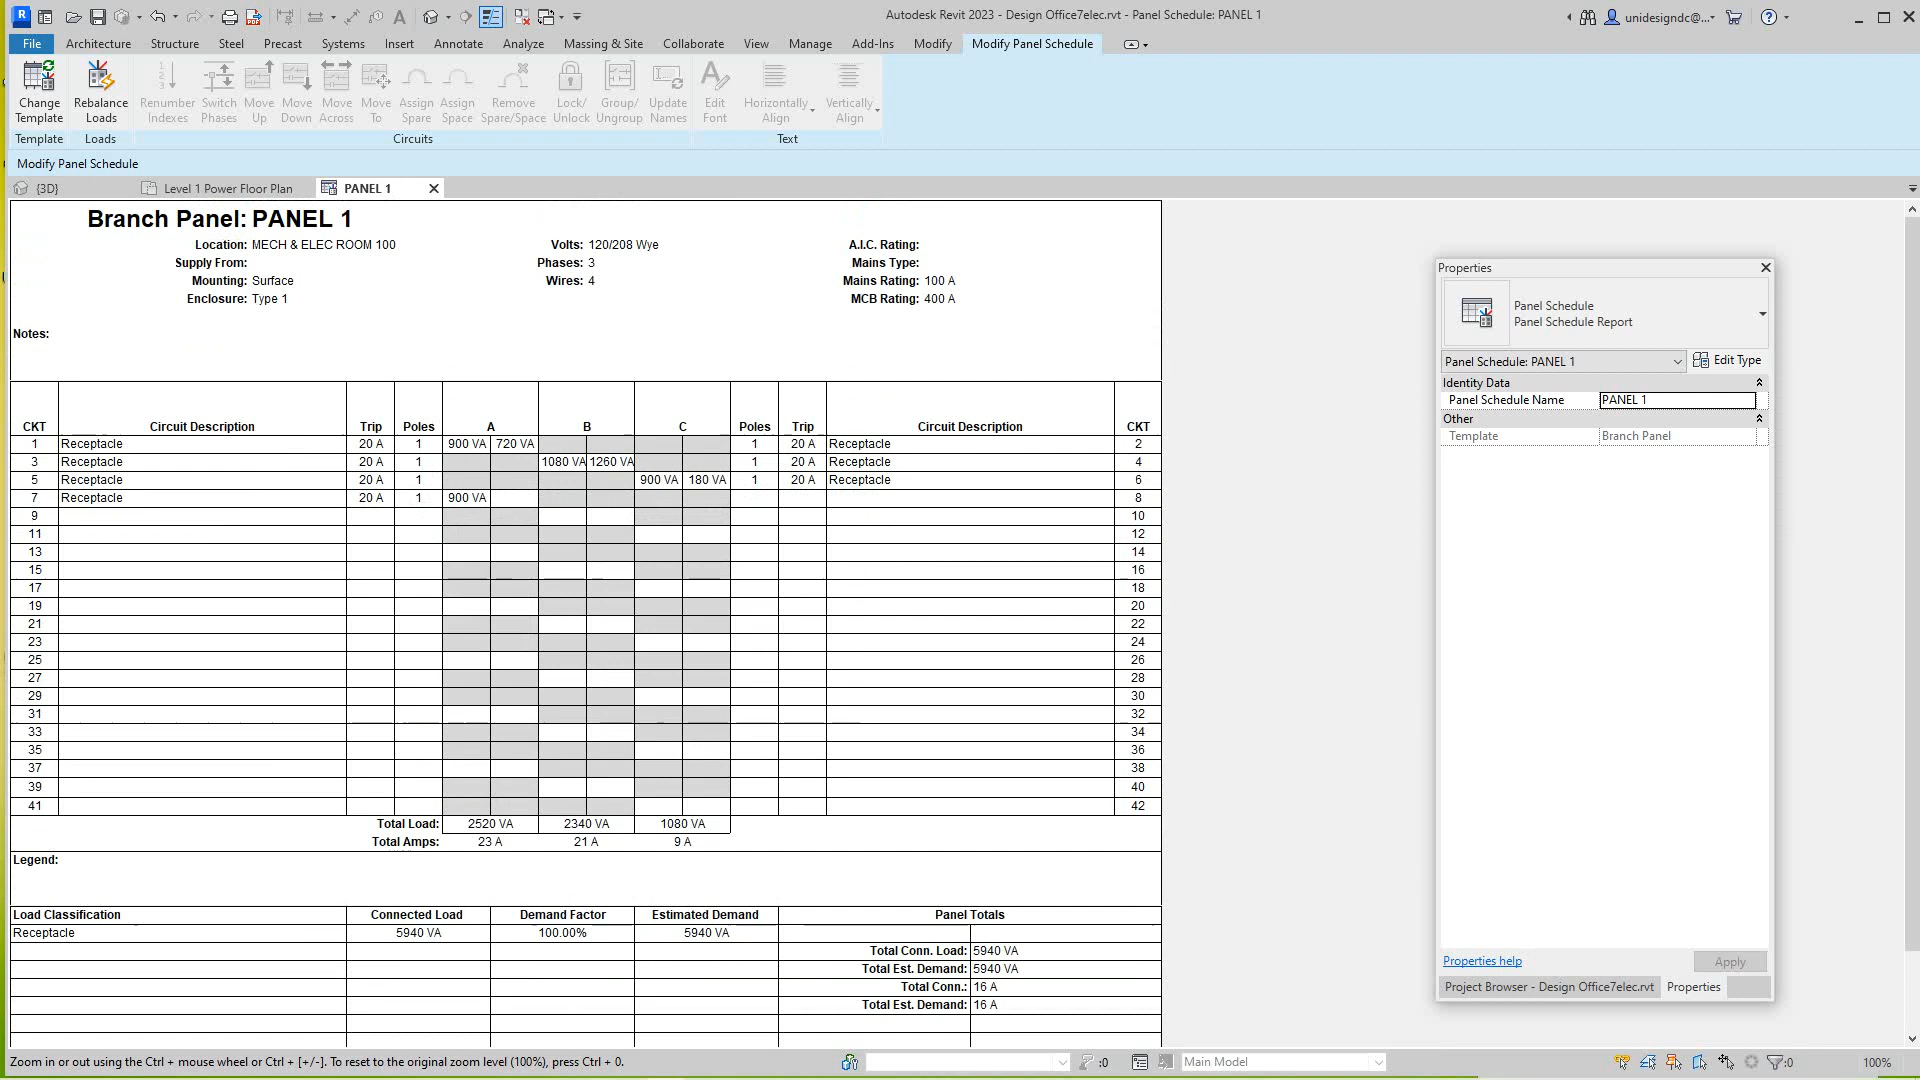 Autodesk Revit 2023 - Design Office7elec.rvt - Panel Schedule: PANEL 1
unidesigndc@...
File Architecture Structure Steel Precast Systems Insert Annotate Analyze Massing & Site Collaborate View Manage Add-Ins Modify Modify Panel Schedule
Change Template
Rebalance Loads
Renumber Indexes
Switch Phases
Move Up
Move Down
Move Across
Move To
Assign Spare
Assign Space
Remove Spare/Space
Lock/ Unlock
Group/ Ungroup
Update Names
Edit Font
Horizontally Align
Vertically Align
Template Loads Circuits Text
Modify Panel Schedule
{3D} Level 1 Power Floor Plan PANEL 1
Branch Panel: PANEL 1
Location: MECH & ELEC ROOM 100 Volts: 120/208 Wye A.I.C. Rating:
Supply From: Phases: 3 Mains Type:
Mounting: Surface Wires: 4 Mains Rating: 100 A
Enclosure: Type 1 MCB Rating: 400 A
Notes:
CKT Circuit Description Trip Poles A B C Poles Trip Circuit Description CKT
1 Receptacle 20 A 1 900 VA 720 VA 1 20 A Receptacle 2
3 Receptacle 20 A 1 1080 VA 1260 VA 1 20 A Receptacle 4
5 Receptacle 20 A 1 900 VA 180 VA 1 20 A Receptacle 6
7 Receptacle 20 A 1 900 VA 8
9 10
11 12
13 14
15 16
17 18
19 20
21 22
23 24
25 26
27 28
29 30
31 32
33 34
35 36
37 38
39 40
41 42
Total Load: 2520 VA 2340 VA 1080 VA
Total Amps: 23 A 21 A 9 A
Legend:
Load Classification Connected Load Demand Factor Estimated Demand Panel Totals
Receptacle 5940 VA 100.00% 5940 VA
Total Conn. Load: 5940 VA
Total Est. Demand: 5940 VA
Total Conn.: 16 A
Total Est. Demand: 16 A
Properties
Panel Schedule
Panel Schedule Report
Panel Schedule: PANEL 1 Edit Type
Identity Data
Panel Schedule Name PANEL 1
Other
Template Branch Panel
Properties help Apply
Project Browser - Design Office7elec.rvt Properties
Zoom in or out using the Ctrl + mouse wheel or Ctrl + [+/-]. To reset to the original zoom level (100%), press Ctrl + 0. :0 Main Model :0 100%